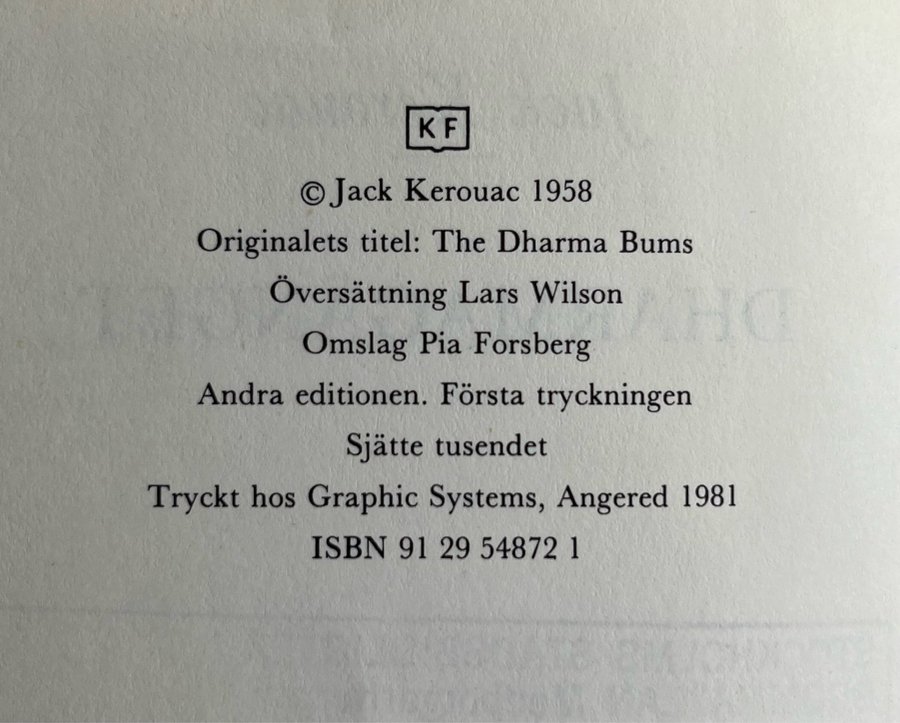 KF
© Jack Kerouac 1958
Originalets titel: The Dharma Bums
Översättning Lars Wilson
Omslag Pia Forsberg
Andra editionen. Första tryckningen
Sjätte tusendet
Tryckt hos Graphic Systems, Angered 1981
ISBN 91 29 54872 1